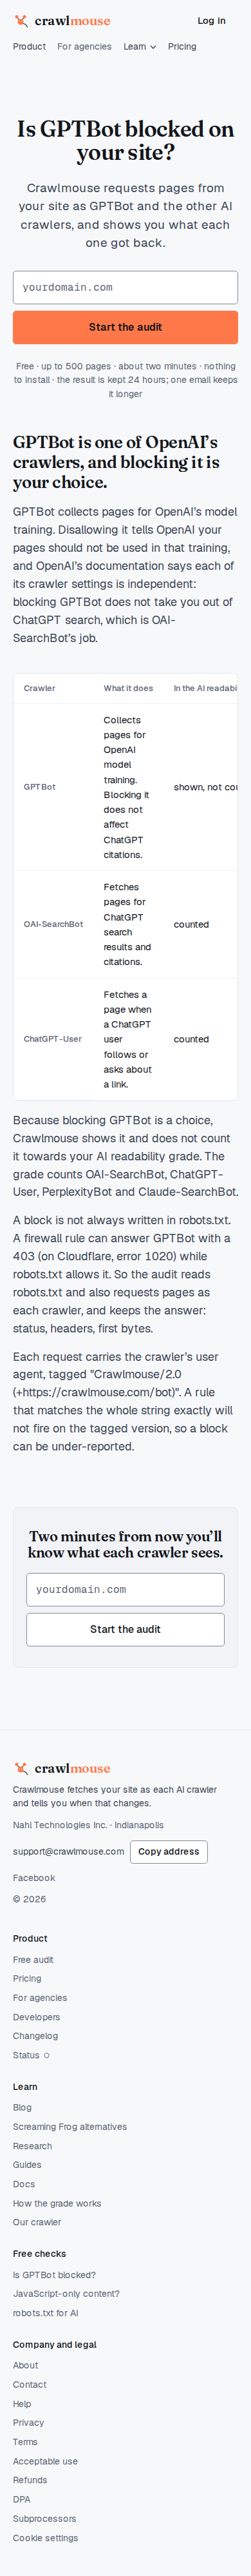 crawlmouse
Log in
Product For agencies Learn Pricing
Is GPTBot blocked on
your site?
Crawlmouse requests pages from
your site as GPTBot and the other AI
crawlers, and shows you what each
one got back.
yourdomain.com
Start the audit
Free · up to 500 pages · about two minutes · nothing
to install · the result is kept 24 hours; one email keeps
it longer
GPTBot is one of OpenAI’s
crawlers, and blocking it is
your choice.
GPTBot collects pages for OpenAI’s model
training. Disallowing it tells OpenAI your
pages should not be used in that training,
and OpenAI’s documentation says each of
its crawler settings is independent:
blocking GPTBot does not take you out of
ChatGPT search, which is OAI-
SearchBot’s job.
Crawler What it does In the AI readabi
Collects
pages for
OpenAI
model
training.
GPTBot Blocking it shown, not cou
does not
affect
ChatGPT
citations.
Fetches
pages for
ChatGPT
OAI-SearchBot search counted
results and
citations.
Fetches a
page when
a ChatGPT
ChatGPT-User user counted
follows or
asks about
a link.
Because blocking GPTBot is a choice,
Crawlmouse shows it and does not count
it towards your AI readability grade. The
grade counts OAI-SearchBot, ChatGPT-
User, PerplexityBot and Claude-SearchBot.
A block is not always written in robots.txt.
A firewall rule can answer GPTBot with a
403 (on Cloudflare, error 1020) while
robots.txt allows it. So the audit reads
robots.txt and also requests pages as
each crawler, and keeps the answer:
status, headers, first bytes.
Each request carries the crawler’s user
agent, tagged "Crawlmouse/2.0
(+https://crawlmouse.com/bot)". A rule
that matches the whole string exactly will
not fire on the tagged version, so a block
can be under-reported.
Two minutes from now you’ll
know what each crawler sees.
yourdomain.com
Start the audit
crawlmouse
Crawlmouse fetches your site as each AI crawler
and tells you when that changes.
Nahl Technologies Inc. · Indianapolis
support@crawlmouse.com Copy address
Facebook
© 2026
Product
Free audit
Pricing
For agencies
Developers
Changelog
Status
Learn
Blog
Screaming Frog alternatives
Research
Guides
Docs
How the grade works
Our crawler
Free checks
Is GPTBot blocked?
JavaScript-only content?
robots.txt for AI
Company and legal
About
Contact
Help
Privacy
Terms
Acceptable use
Refunds
DPA
Subprocessors
Cookie settings